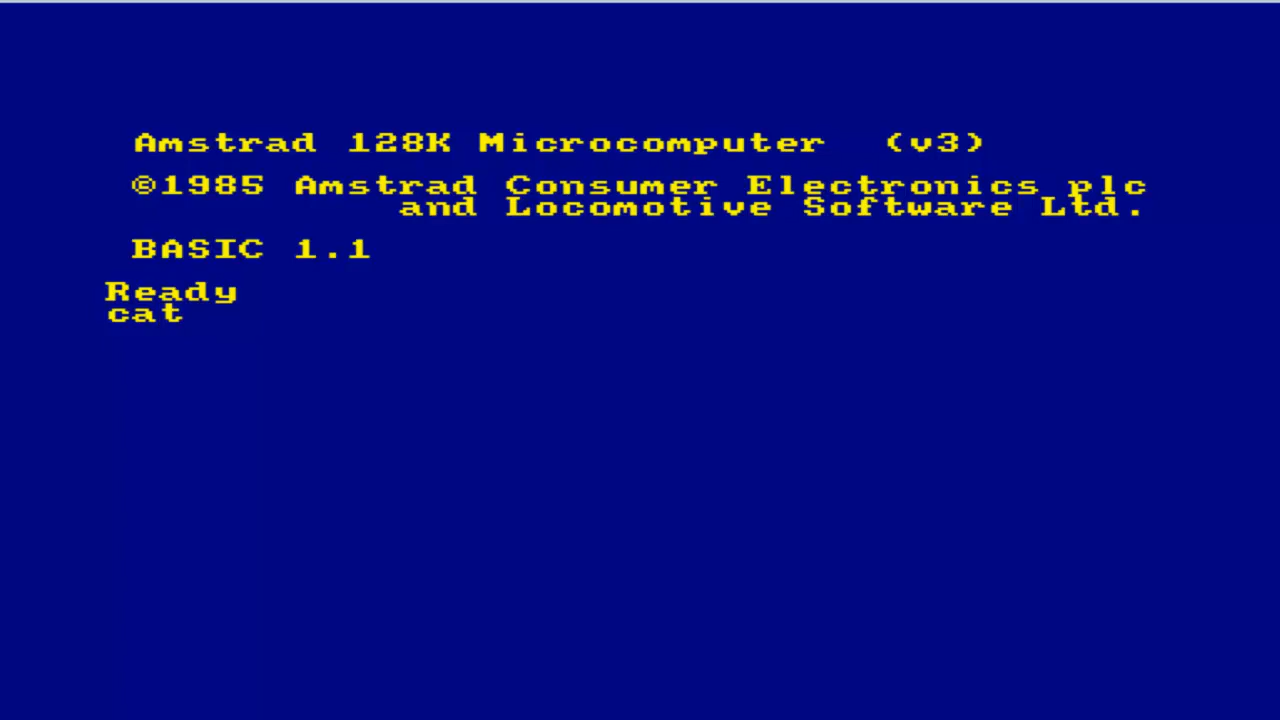 Amstrad 128K Microcomputer  (v3)
©1985 Amstrad Consumer Electronics plc
and Locomotive Software Ltd.
BASIC 1.1
Ready
cat